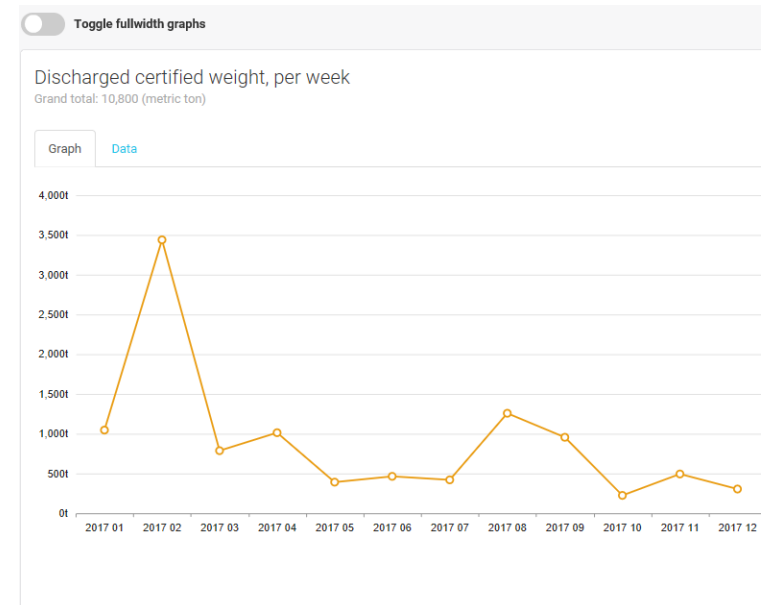 Toggle fullwidth graphs
Discharged certified weight, per week
Grand total: 10,800 (metric ton)
Graph Data
4,000t
3,500t
3,000t
2,500t
2,000t
1,500t
1,000t
500t
0t
2017 01 2017 02 2017 03 2017 04 2017 05 2017 06 2017 07 2017 08 2017 09 2017 10 2017 11 2017 12